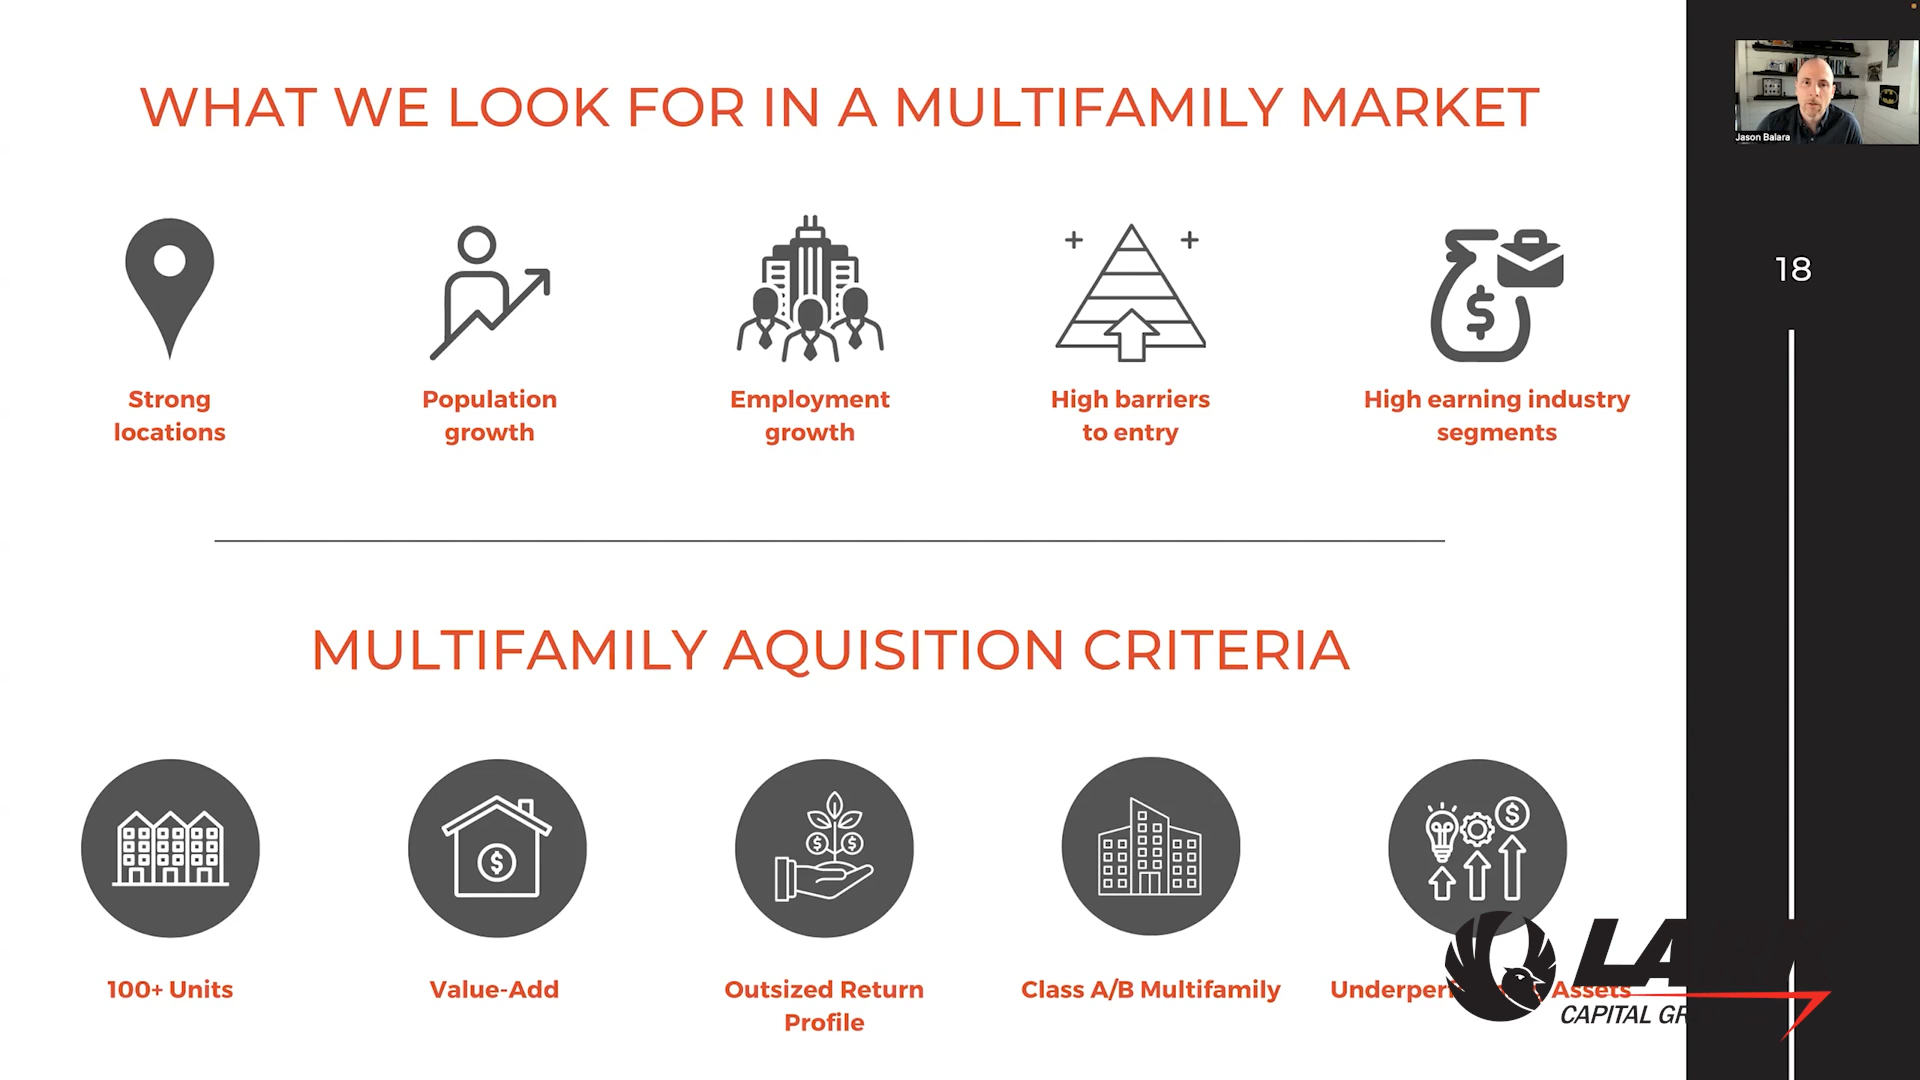 WHAT WE LOOK FOR IN A MULTIFAMILY MARKET
Jason Balara
18
Strong
locations
Population
growth
Employment
growth
High barriers
to entry
High earning industry
segments
MULTIFAMILY AQUISITION CRITERIA
100+ Units
Value-Add
Outsized Return
Profile
Class A/B Multifamily
Assets
CAPITAL